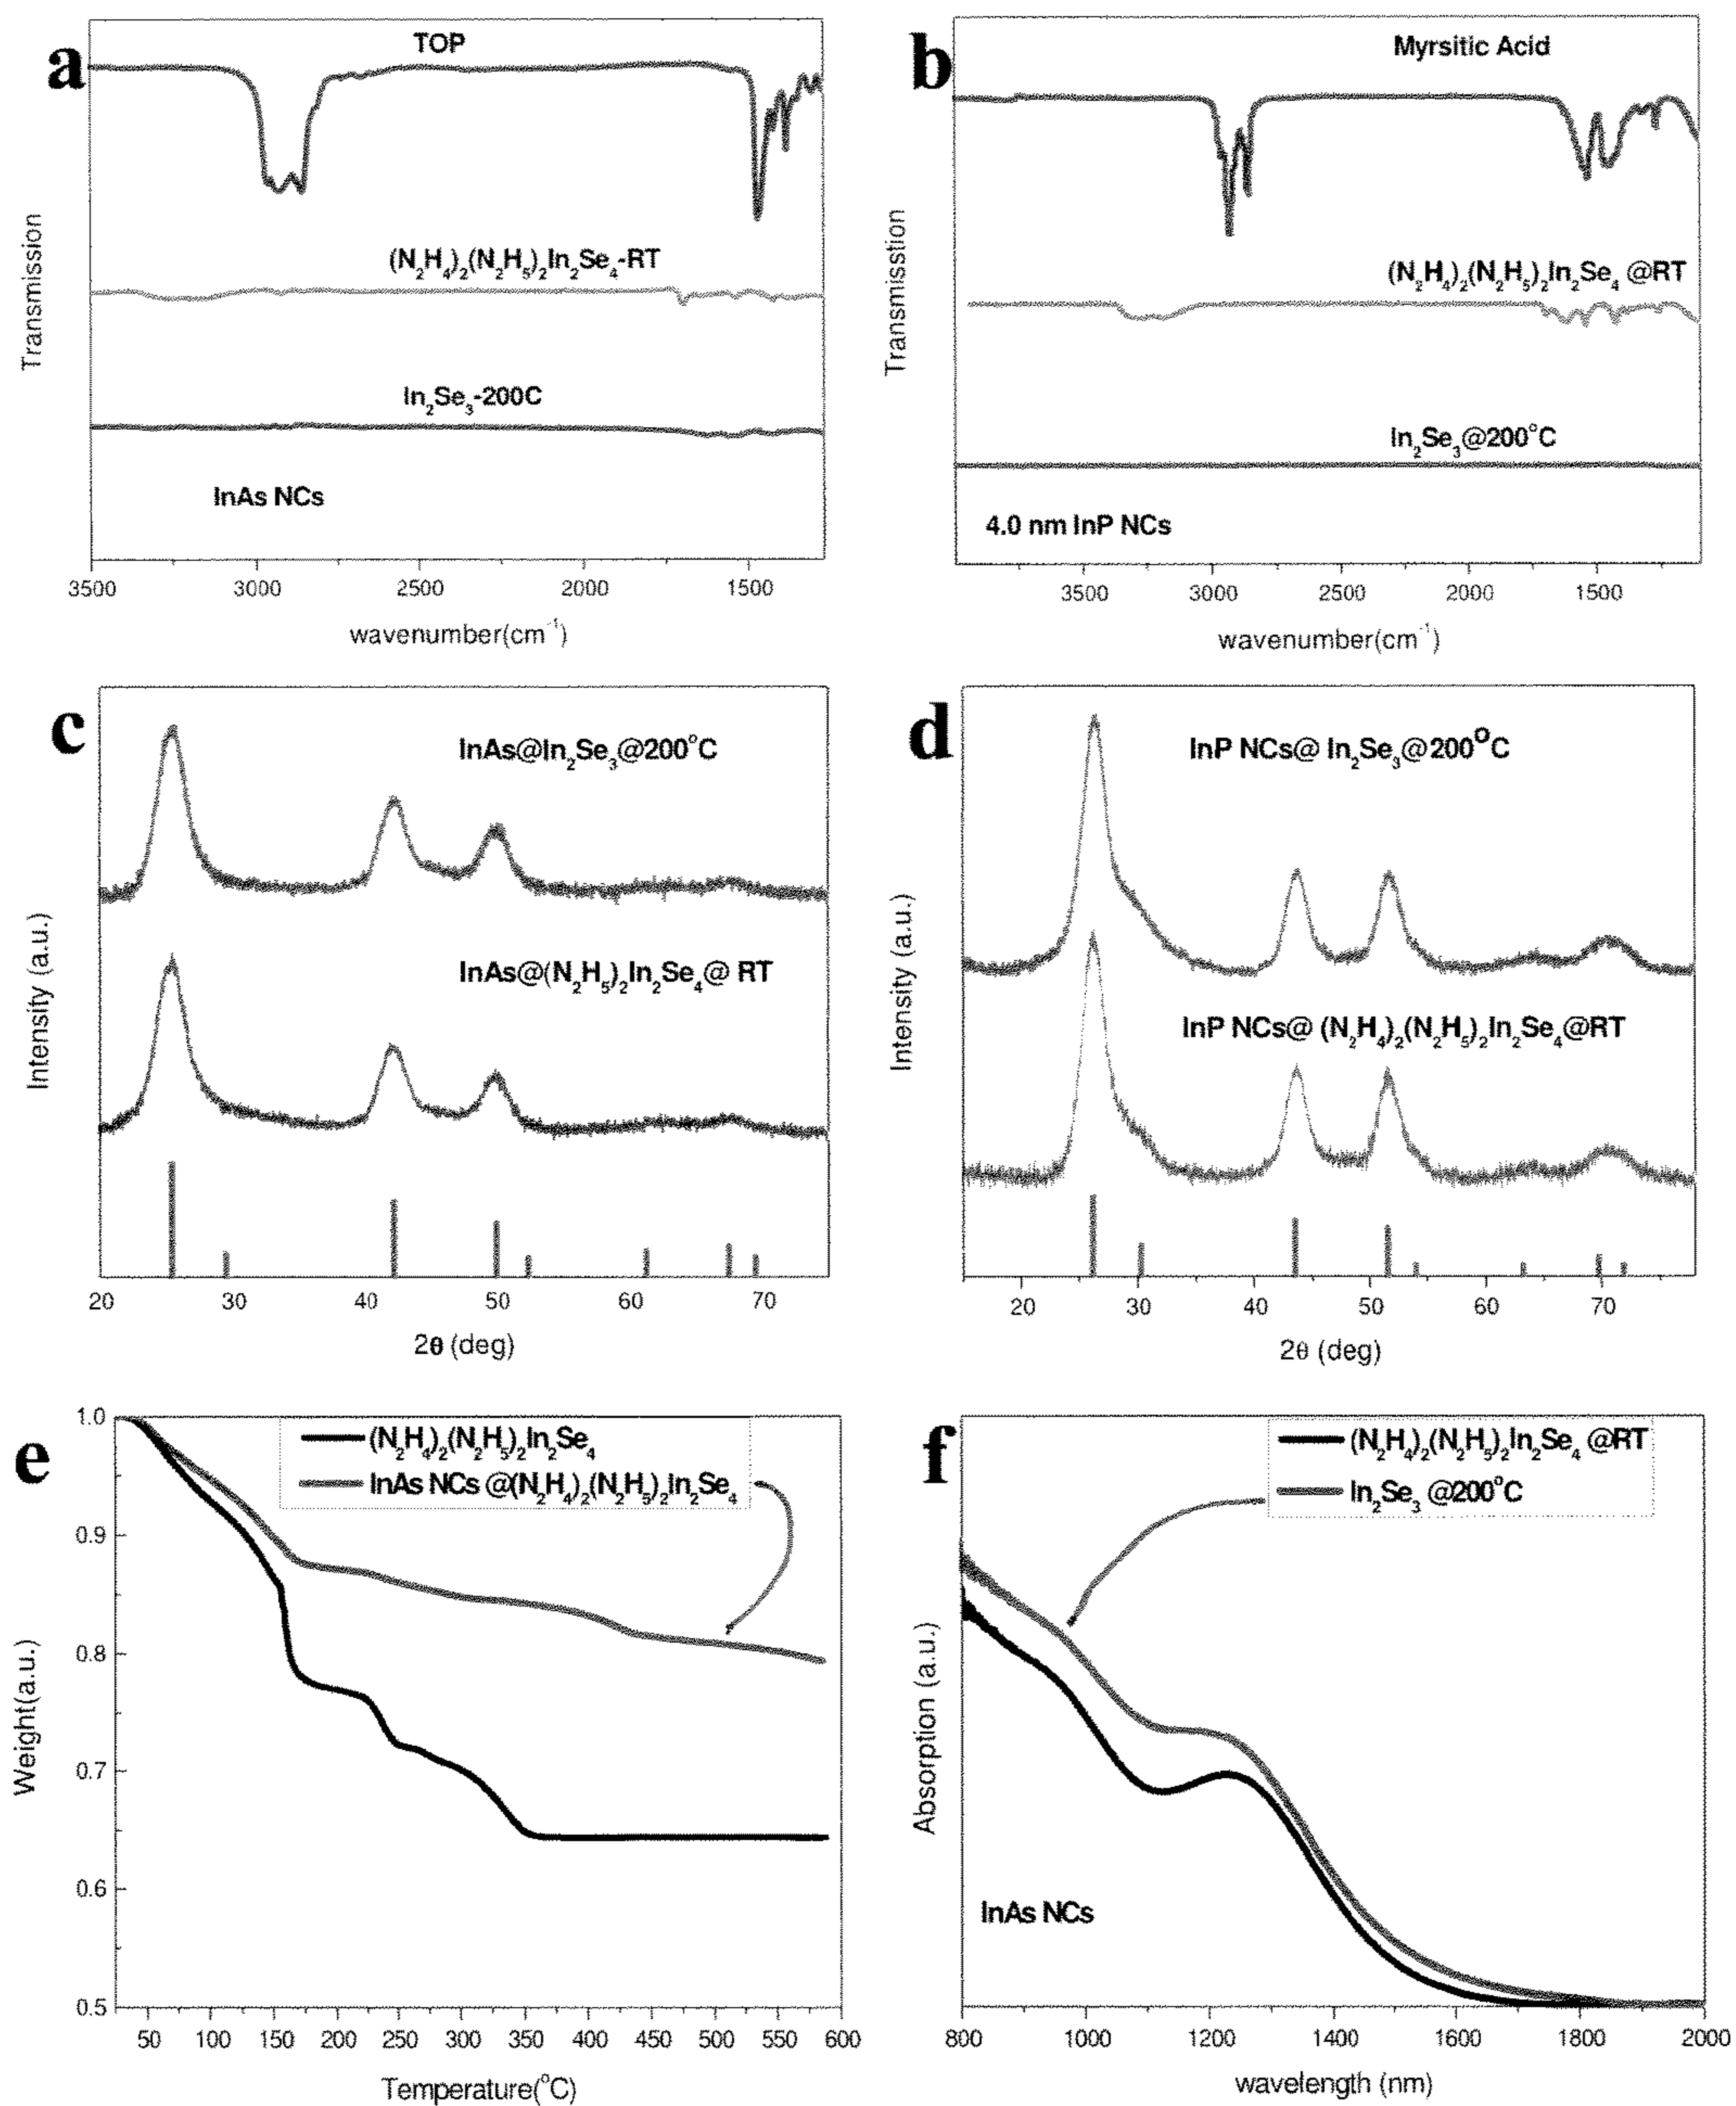 a
TOP
(N2H4)2(N2H5)2In2Se4-RT
In2Se3-200C
InAs NCs
Transmission
3500 3000 2500 2000 1500
wavenumber(cm-1)
b
Myrsitic Acid
(N2H4)2(N2H5)2In2Se4 @RT
In2Se3@200°C
4.0 nm InP NCs
Transmisstion
3500 3000 2500 2000 1500
wavenumber(cm-1)
c
InAs@In2Se3@200°C
InAs@(N2H5)2In2Se4@ RT
Intensity (a.u.)
20 30 40 50 60 70
2θ (deg)
d
InP NCs@ In2Se3@200°C
InP NCs@ (N2H4)2(N2H5)2In2Se4@RT
Intensity (a.u.)
20 30 40 50 60 70
2θ (deg)
e
(N2H4)2(N2H5)2In2Se4
InAs NCs @(N2H4)2(N2H5)2In2Se4
Weight(a.u.)
1.0
0.9
0.8
0.7
0.6
0.5
50 100 150 200 250 300 350 400 450 500 550 600
Temperature(°C)
f
(N2H4)2(N2H5)2In2Se4 @RT
In2Se3 @200°C
InAs NCs
Absorption (a.u.)
800 1000 1200 1400 1600 1800 2000
wavelength (nm)